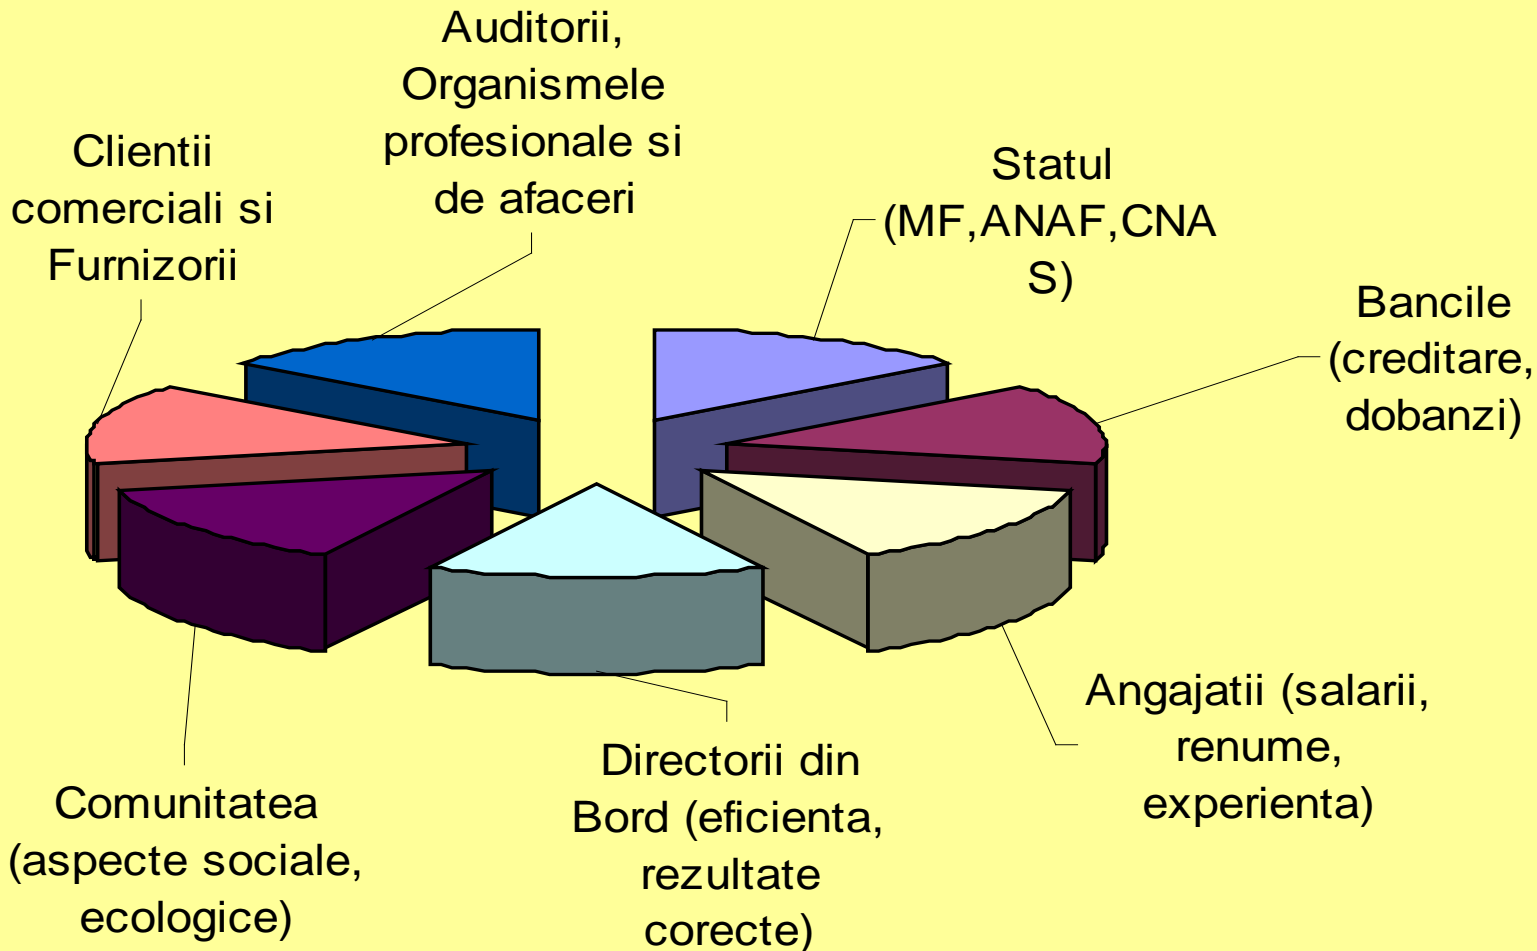 Auditorii,
Organismele
profesionale si
de afaceri
Clientii
comerciali si
Furnizorii
Statul
(MF,ANAF,CNA
S)
Bancile
(creditare,
dobanzi)
Angajatii (salarii,
renume,
experienta)
Directorii din
Bord (eficienta,
rezultate
corecte)
Comunitatea
(aspecte sociale,
ecologice)